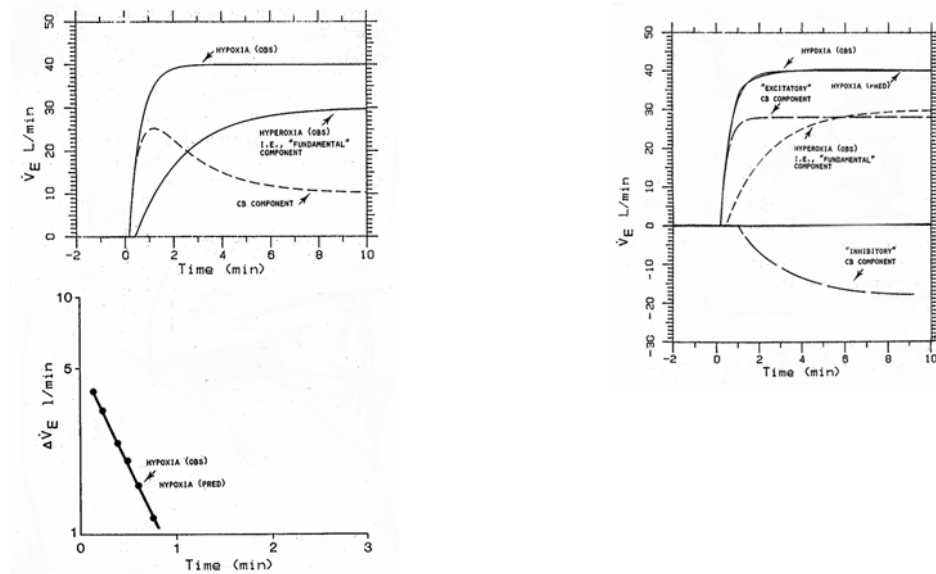 50
40
30
20
10
0
V̇E L/min
HYPOXIA (OBS)
HYPEROXIA (OBS)
I.E., "FUNDAMENTAL"
COMPONENT
CB COMPONENT
-2 0 2 4 6 8 10
Time (min)
10
5
1
ΔV̇E l/min
HYPOXIA (OBS)
HYPOXIA (PRED)
0 1 2 3
Time (min)
50
40
30
20
10
0
-10
-20
-30
V̇E L/min
HYPOXIA (OBS)
"EXCITATORY"
CB COMPONENT
HYPOXIA
HYPEROXIA (OBS)
I.E., "FUNDAMENTAL"
COMPONENT
"INHIBITORY"
CB COMPONENT
-2 0 2 4 6 8 10
Time (min)